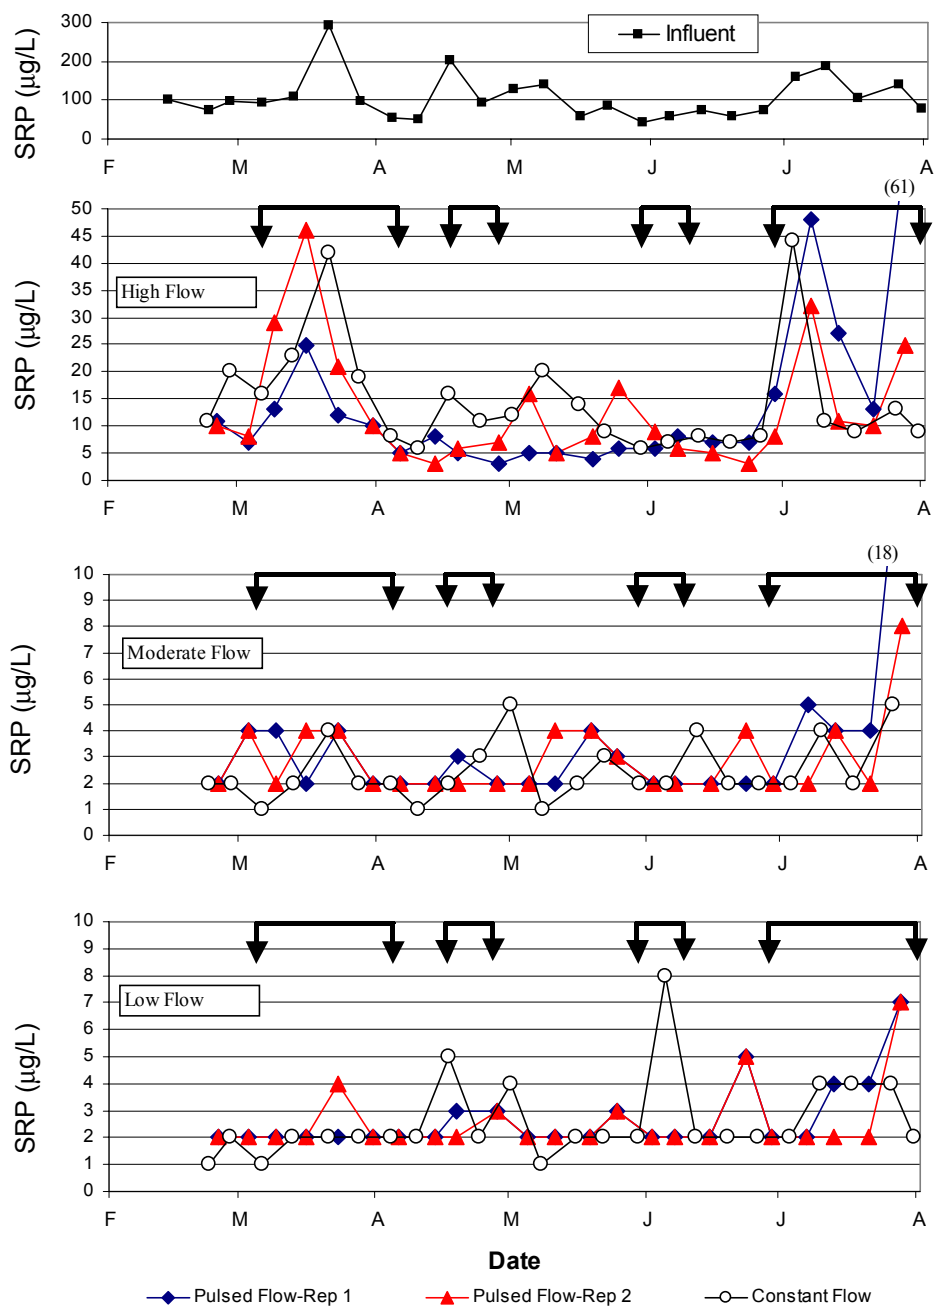 SRP (µg/L)
300
200
100
0
Influent
F M A M J J A
(61)
SRP (µg/L)
50
45
40
35
30
25
20
15
10
5
0
High Flow
F M A M J J A
(18)
SRP (µg/L)
10
9
8
7
6
5
4
3
2
1
0
Moderate Flow
F M A M J J A
SRP (µg/L)
10
9
8
7
6
5
4
3
2
1
0
Low Flow
F M A M J J A
Date
Pulsed Flow-Rep 1 Pulsed Flow-Rep 2 Constant Flow